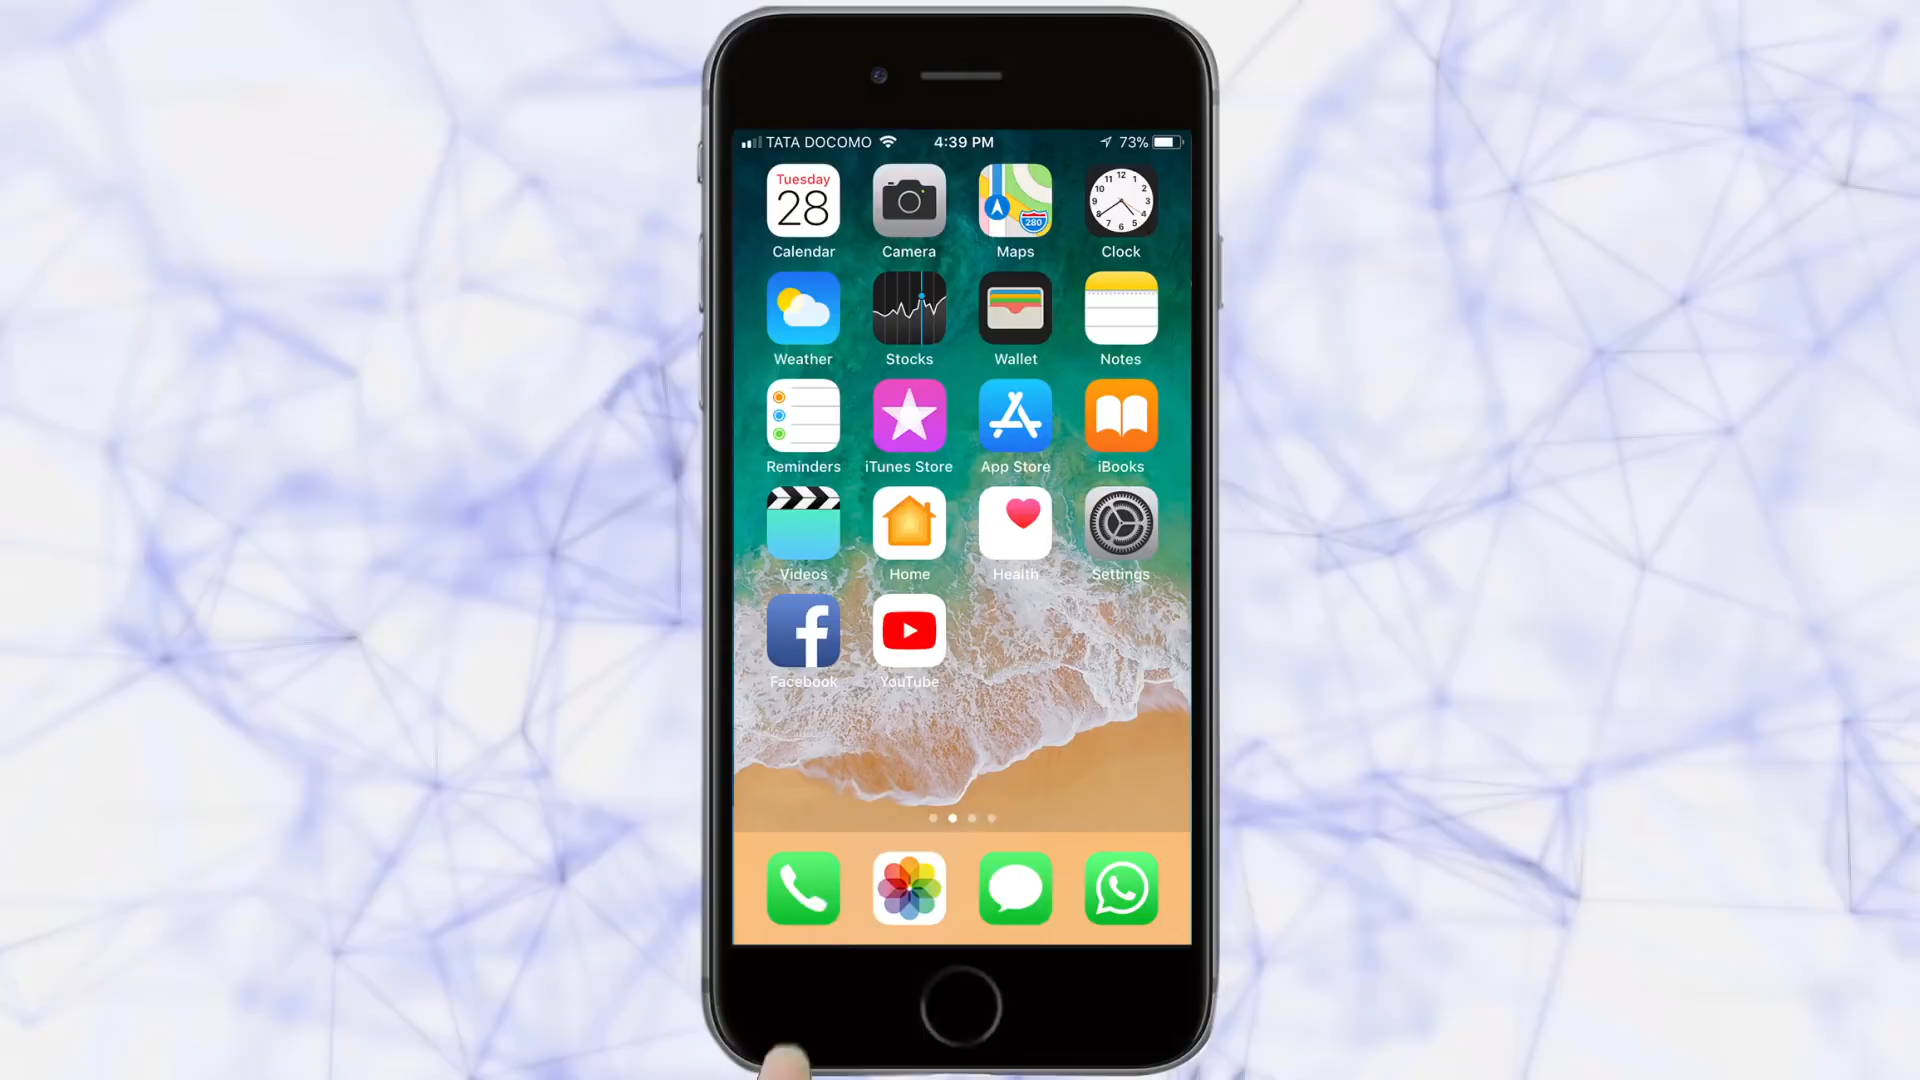 TATA DOCOMO 4:39 PM 73%
Tuesday
28
280
Calendar Camera Maps Clock
Weather Stocks Wallet Notes
Reminders iTunes Store App Store iBooks
Videos Home Health Settings
Facebook YouTube